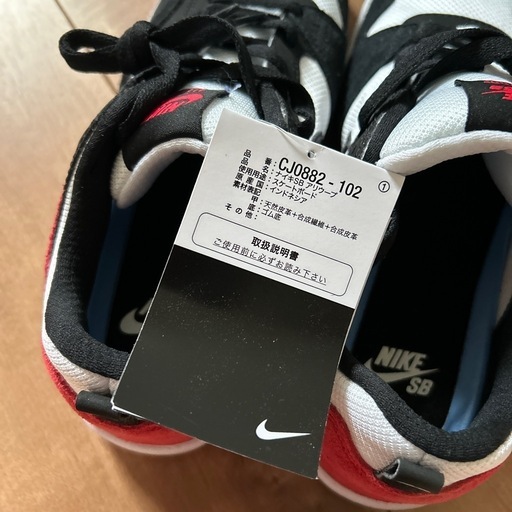 品番：CJ0882-102
品名：ナイキSB アリウープ
使用用途：スケートボード
原産国：インドネシア
素材表記：
甲：天然皮革+合成繊維+合成皮革
底：ゴム底
その他：
①
取扱説明書
ご使用前に必ずお読み下さい
NIKE
SB